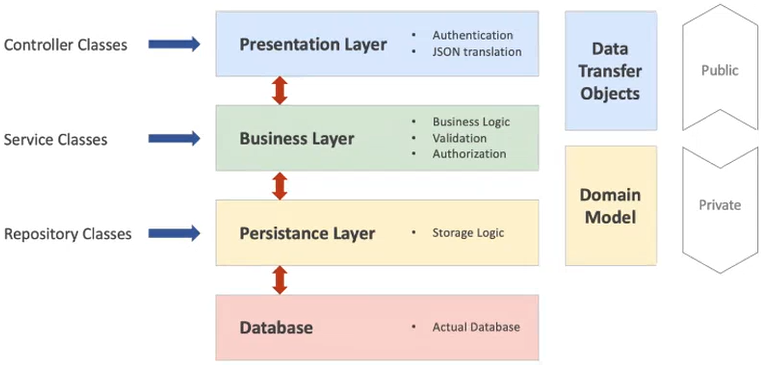 Controller Classes
Presentation Layer
• Authentication
• JSON translation
Data
Transfer
Objects
Public
Service Classes
Business Layer
• Business Logic
• Validation
• Authorization
Domain
Model
Private
Repository Classes
Persistance Layer
• Storage Logic
Database
• Actual Database